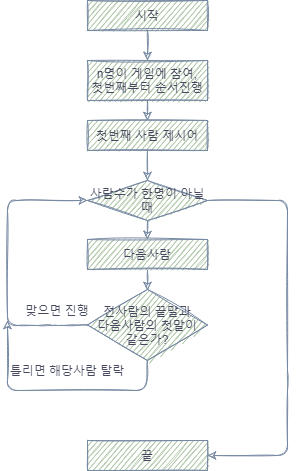 시작
n명이 게임에 참여,
첫번째부터 순서진행
첫번째 사람 제시어
사람수가 한명이 아닐
때
다음사람
전사람의 끝말과
다음사람의 첫말이
같은가?
맞으면 진행
틀리면 해당사람 탈락
끝